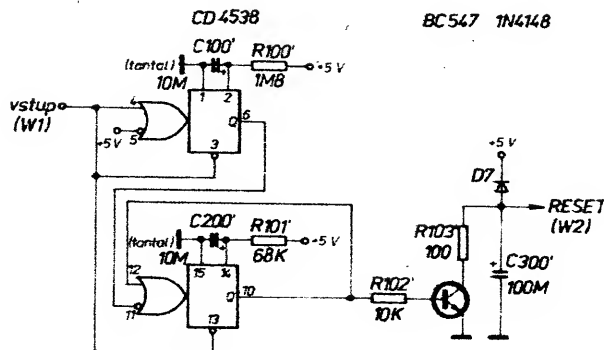 CD 4538
BC547 1N4148
C100'
R100'
(tantal)
10M
1M8
+5 V
1
2
vstup
(W1)
4
6
Q
+5 V
5
3
+5 V
D7
RESET
(W2)
C200'
R101'
(tantal)
10M
68K
+5V
R103'
100
15
14
12
C300'
+
100M
Q
10
R102'
10K
11
13